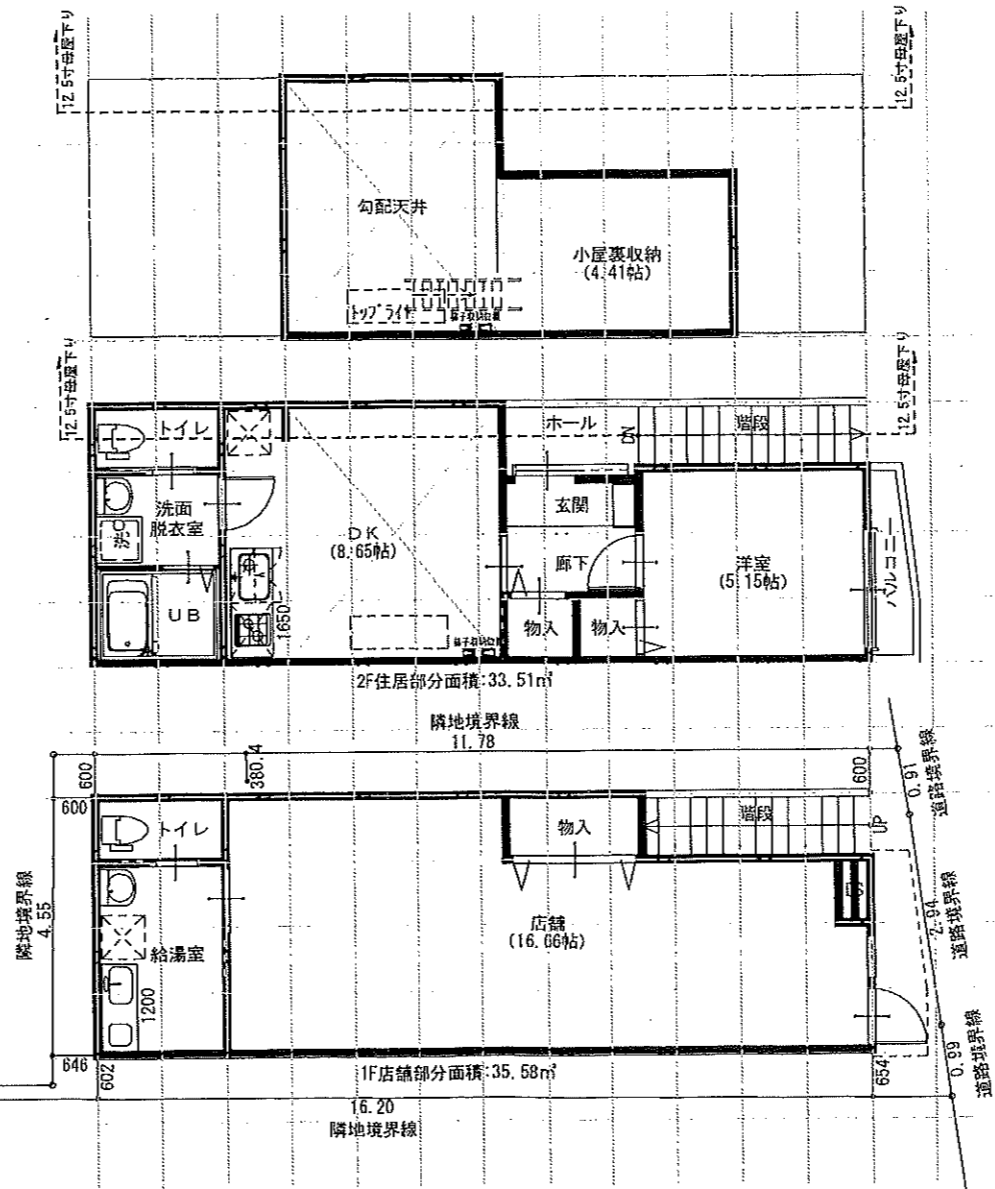 12.5寸母屋下り
12.5寸母屋下り
勾配天井
小屋裏収納
(4.41帖)
トップライト
12.5寸母屋下り
12.5寸母屋下り
トイレ
ホール
DN
階段
洗面
脱衣室
洗
玄関
DK
(8.65帖)
廊下
洋室
(5.15帖)
バルコニー
UB
1650
物入
物入
2F住居部分面積:33.51㎡
隣地境界線
11.78
600
380.4
600
0.91
道路境界線
600
トイレ
物入
階段
UP
隣地境界線
4.55
店舗
(16.06帖)
2.94
道路境界線
給湯室
1200
646
602
1F店舗部分面積:35.58㎡
654
0.99
道路境界線
16.20
隣地境界線